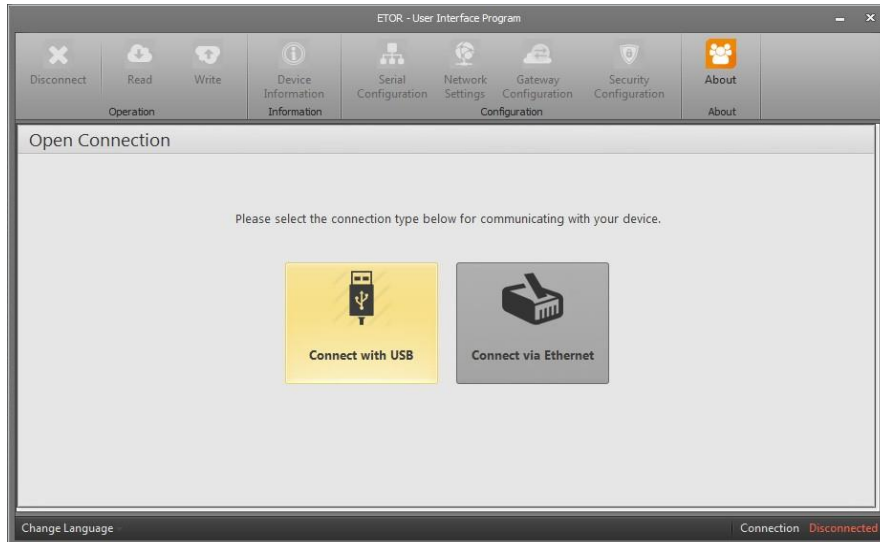 ETOR - User Interface Program
Disconnect
Read
Write
Device
Information
Serial
Configuration
Network
Settings
Gateway
Configuration
Security
Configuration
About
Operation
Information
Configuration
About
Open Connection
Please select the connection type below for communicating with your device.
Connect with USB
Connect via Ethernet
Change Language
Connection Disconnected